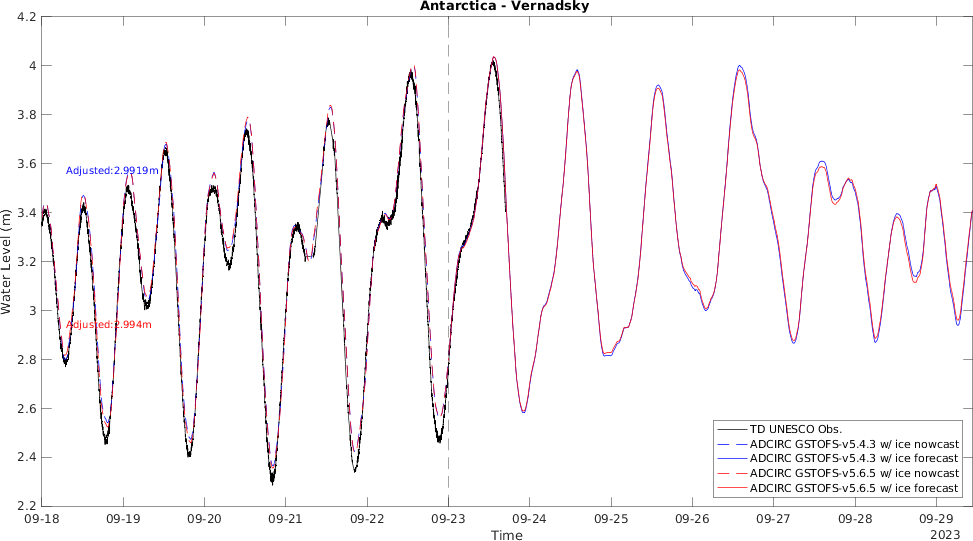 Antarctica - Vernadsky
4.2
4
3.8
3.6
3.4
3.2
3
2.8
2.6
2.4
2.2
Water Level (m)
Adjusted:2.9919m
Adjusted:2.994m
TD UNESCO Obs.
ADCIRC GSTOFS-v5.4.3 w/ ice nowcast
ADCIRC GSTOFS-v5.4.3 w/ ice forecast
ADCIRC GSTOFS-v5.6.5 w/ ice nowcast
ADCIRC GSTOFS-v5.6.5 w/ ice forecast
09-18 09-19 09-20 09-21 09-22 09-23 09-24 09-25 09-26 09-27 09-28 09-29
Time
2023